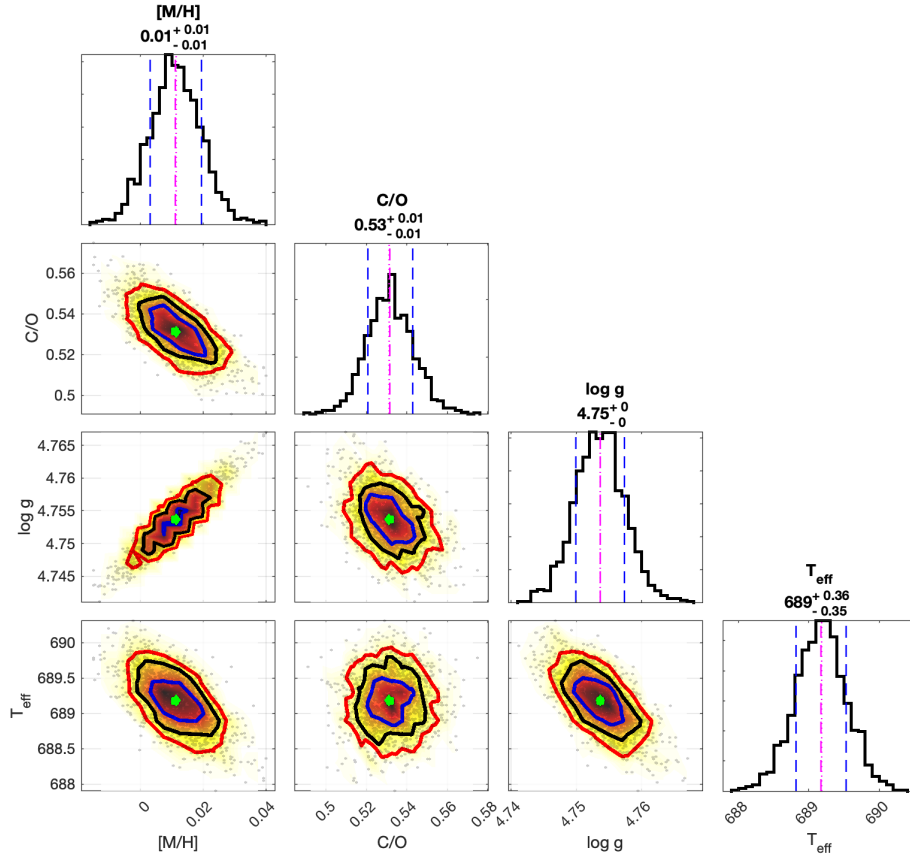 [M/H]
0.01 + 0.01 - 0.01
C/O
0.53 + 0.01 - 0.01
0.56
0.54
0.52
0.5
C/O
log g
4.75 + 0 - 0
4.765
4.76
4.755
4.75
4.745
log g
T eff
689 + 0.36 - 0.35
690
689.5
689
688.5
688
T eff
0 0.02 0.04
[M/H]
0.5 0.52 0.54 0.56 0.58
C/O
4.74 4.75 4.76
log g
688 689 690
T eff